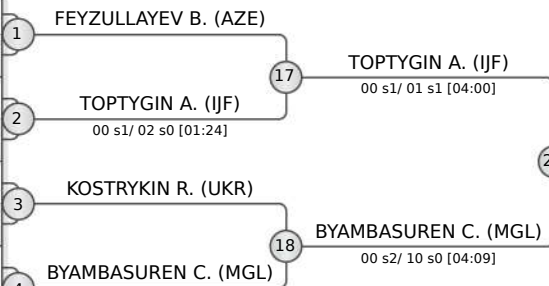 FEYZULLAYEV B. (AZE)
1
17
TOPTYGIN A. (IJF)
00 s1/ 01 s1 [04:00]
TOPTYGIN A. (IJF)
2
00 s1/ 02 s0 [01:24]
KOSTRYKIN R. (UKR)
3
18
BYAMBASUREN C. (MGL)
00 s2/ 10 s0 [04:09]
BYAMBASUREN C. (MGL)